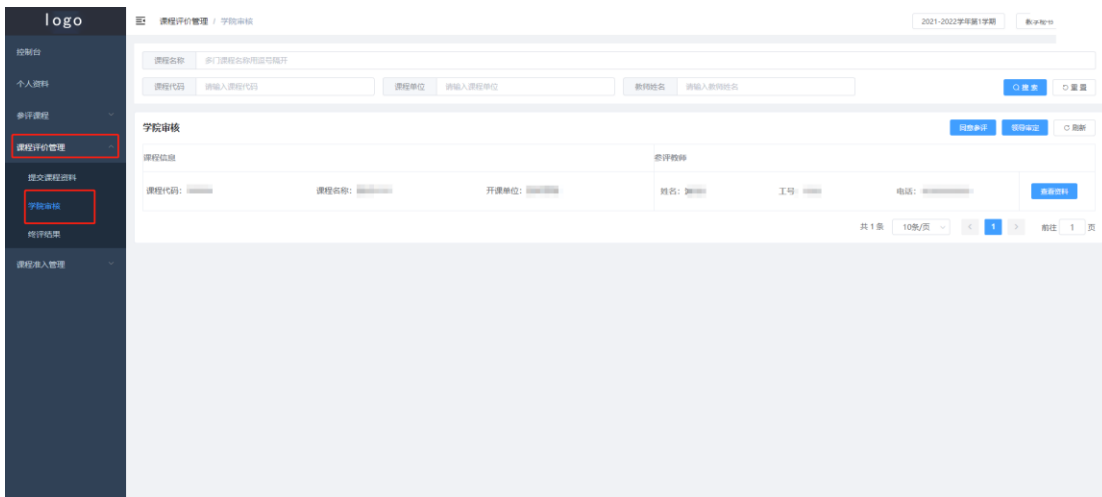 logo
课程评价管理 / 学院审核
2021-2022学年第1学期
控制台
个人资料
参评课程
课程评价管理
提交课程资料
学院审核
终评结果
课程准入管理
课程名称 多门课程名称用逗号隔开
课程代码 请输入课程代码 课程单位 请输入课程单位 教师姓名 请输入教师姓名 搜索 重置
学院审核 同意参评 领导审定 刷新
课程信息 参评教师
课程代码: 课程名称: 开课单位: 姓名: 工号: 电话: 查看资料
共 1 条 10条/页 < 1 > 前往 1 页